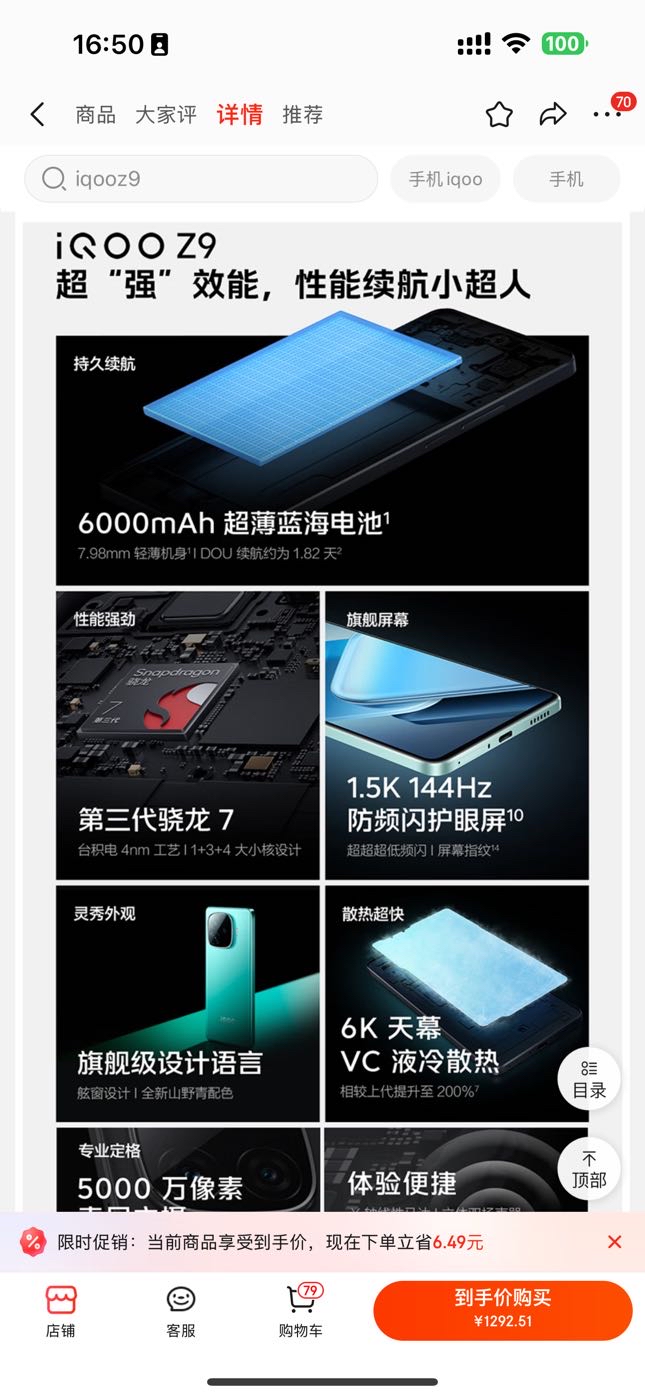 16:50
100
商品 大家评 详情 推荐
70
iqooz9
手机 iqoo
手机
iQOO Z9
超“强”效能，性能续航小超人
持久续航
6000mAh 超薄蓝海电池¹
7.98mm 轻薄机身¹ | DOU 续航约为 1.82 天²
性能强劲
Snapdragon
骁龙
7
第三代
第三代骁龙 7
台积电 4nm 工艺 | 1+3+4 大小核设计
旗舰屏幕
1.5K 144Hz
防频闪护眼屏¹⁰
超超超低频闪 | 屏幕指纹¹⁴
灵秀外观
iQOO
旗舰级设计语言
舷窗设计 | 全新山野青配色
散热超快
6K 天幕
VC 液冷散热
相较上代提升至 200%⁷
目录
专业定格
5000 万像素
体验便捷
顶部
限时促销：当前商品享受到手价，现在下单立省6.49元
店铺
客服
79
购物车
到手价购买
¥1292.51